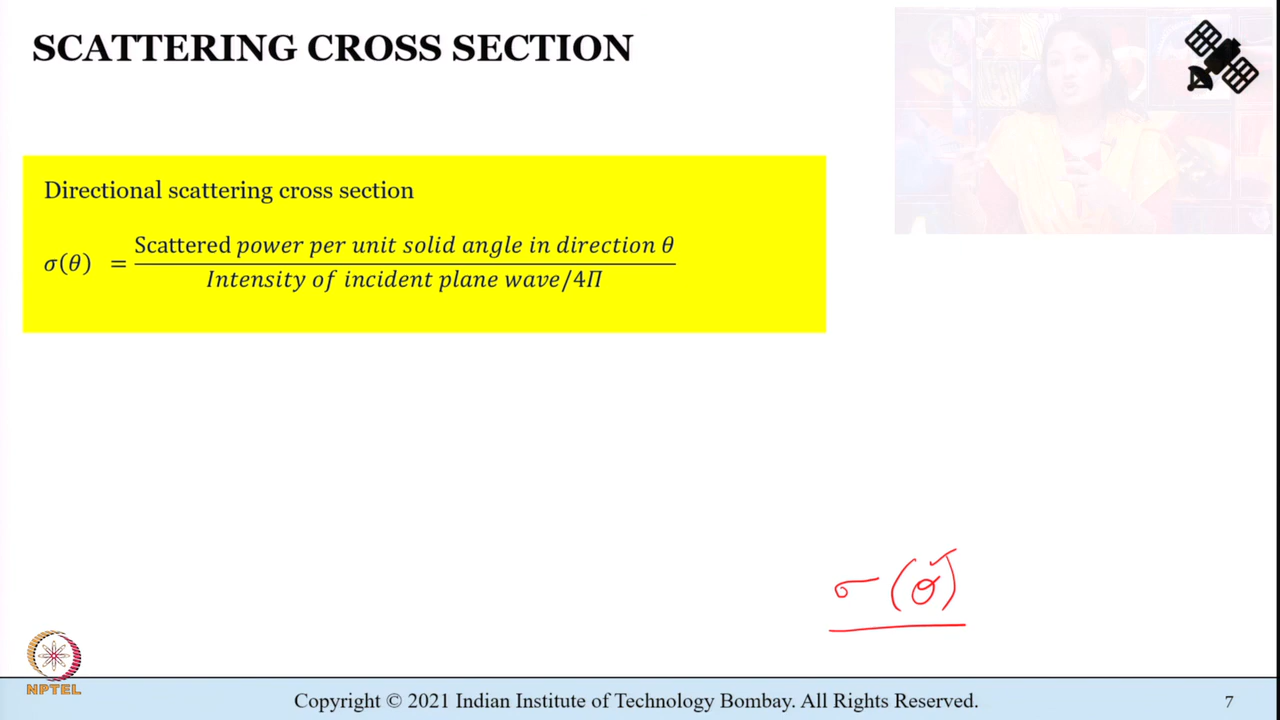 SCATTERING CROSS SECTION
Directional scattering cross section
σ(θ) = Scattered power per unit solid angle in direction θ
Intensity of incident plane wave/4Π
σ(θ)
NPTEL
Copyright © 2021 Indian Institute of Technology Bombay. All Rights Reserved.
7